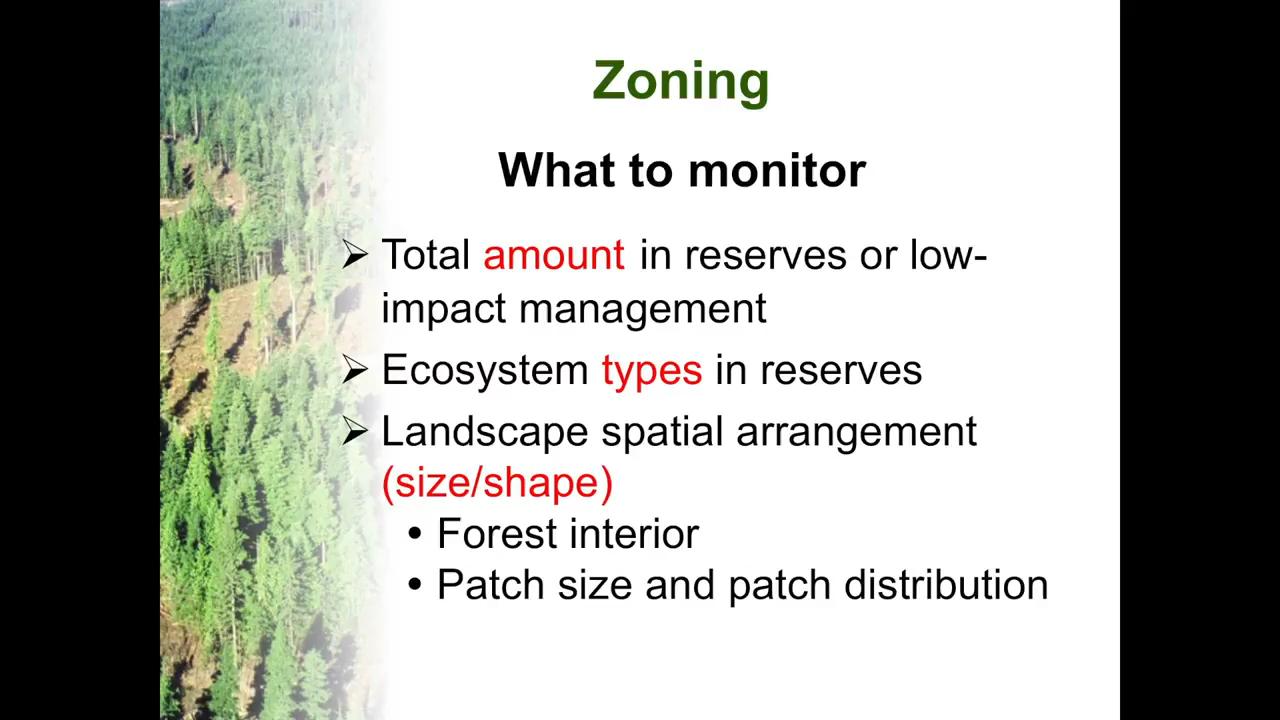 Zoning
What to monitor
➢ Total amount in reserves or low-
impact management
➢ Ecosystem types in reserves
➢ Landscape spatial arrangement
(size/shape)
• Forest interior
• Patch size and patch distribution